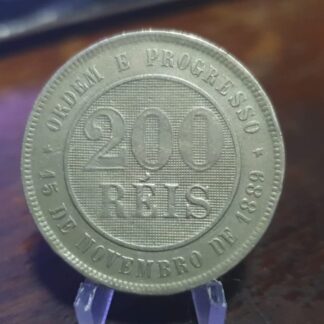 ORDEM E PROGRESSO
200
RÉIS
* 15 DE NOVEMBRO DE 1889 *